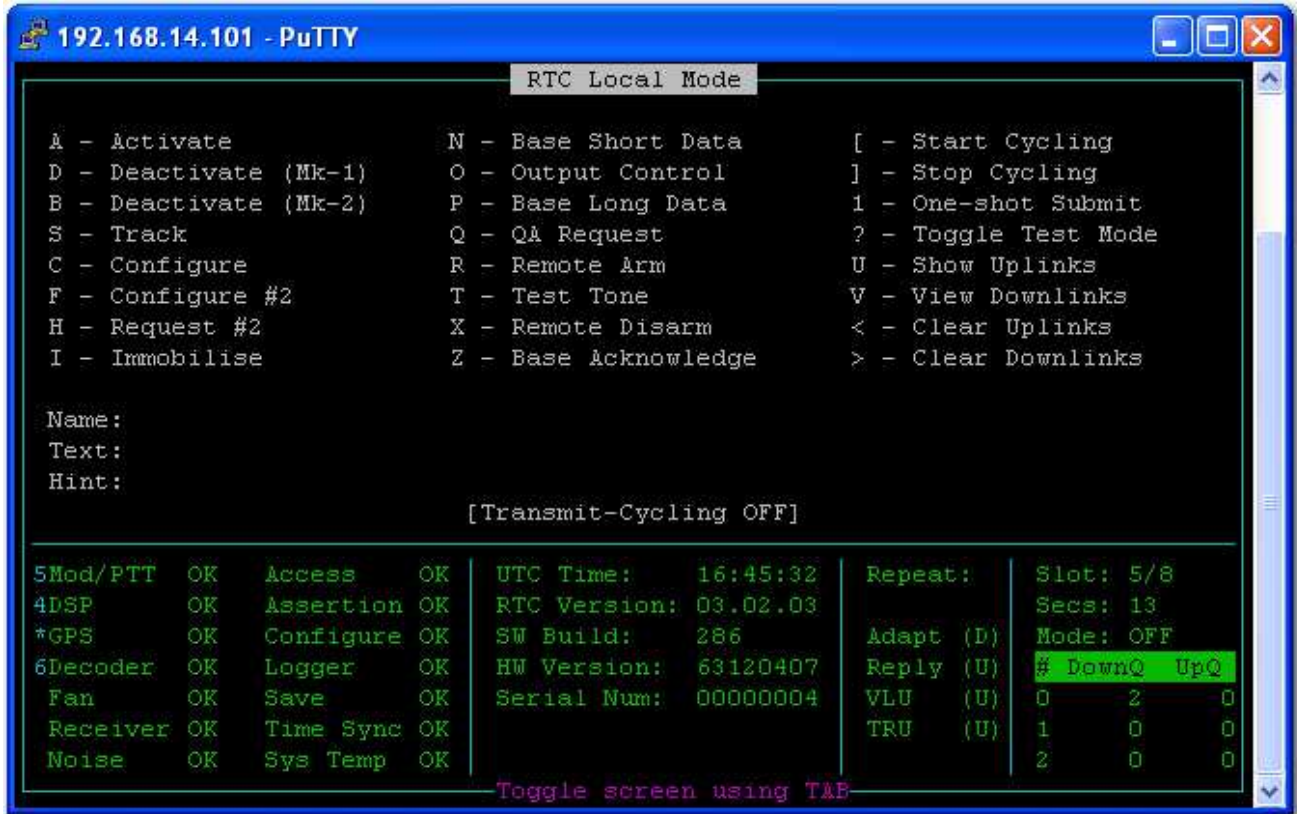 192.168.14.101 - PuTTY
RTC Local Mode
A - Activate N - Base Short Data [ - Start Cycling
D - Deactivate (Mk-1) O - Output Control ] - Stop Cycling
B - Deactivate (Mk-2) P - Base Long Data 1 - One-shot Submit
S - Track Q - QA Request ? - Toggle Test Mode
C - Configure R - Remote Arm U - Show Uplinks
F - Configure #2 T - Test Tone V - View Downlinks
H - Request #2 X - Remote Disarm < - Clear Uplinks
I - Immobilise Z - Base Acknowledge > - Clear Downlinks
Name:
Text:
Hint:
[Transmit-Cycling OFF]
5Mod/PTT OK Access OK UTC Time: 16:45:32 Repeat: Slot: 5/8
4DSP OK Assertion OK RTC Version: 03.02.03 Secs: 13
*GPS OK Configure OK SW Build: 286 Adapt (D) Mode: OFF
6Decoder OK Logger OK HW Version: 63120407 Reply (U) # DownQ UpQ
Fan OK Save OK Serial Num: 00000004 VLU (U) 0 2 0
Receiver OK Time Sync OK TRU (U) 1 0 0
Noise OK Sys Temp OK 2 0 0
Toggle screen using TAB